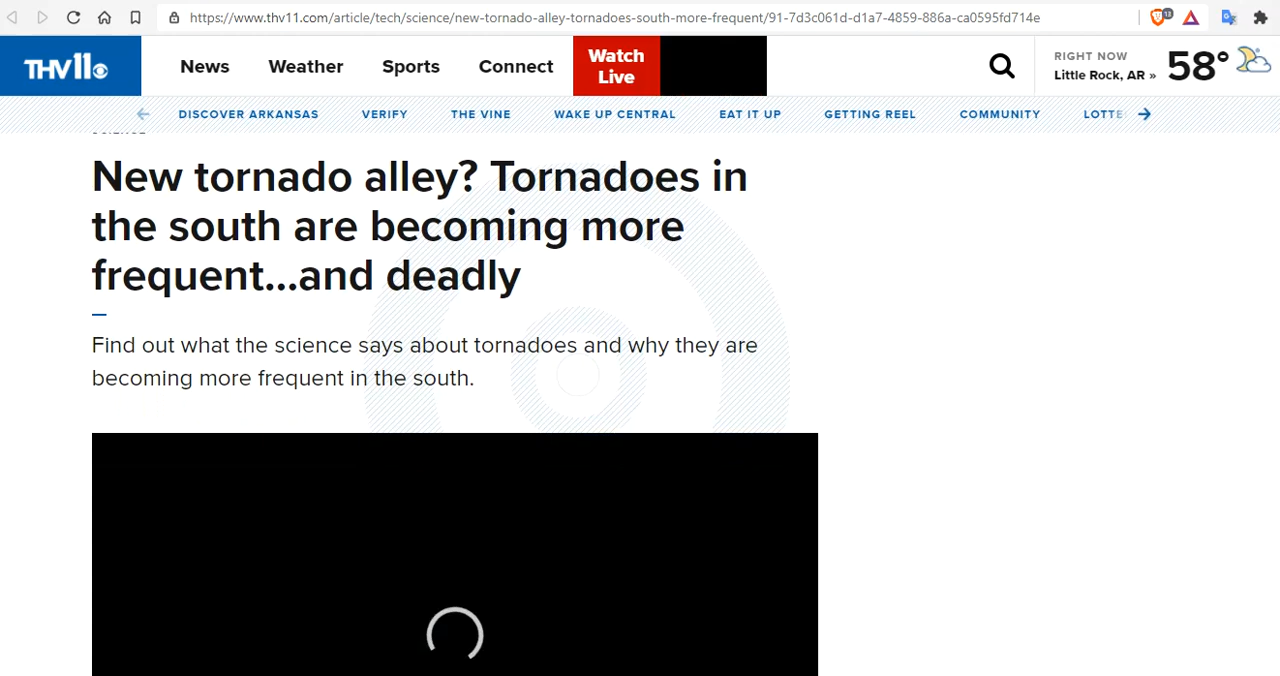 https://www.thv11.com/article/tech/science/new-tornado-alley-tornadoes-south-more-frequent/91-7d3c061d-d1a7-4859-886a-ca0595fd714e
13
THV11
News
Weather
Sports
Connect
Watch
Live
RIGHT NOW
Little Rock, AR »
58°
DISCOVER ARKANSAS
VERIFY
THE VINE
WAKE UP CENTRAL
EAT IT UP
GETTING REEL
COMMUNITY
LOTTE
New tornado alley? Tornadoes in
the south are becoming more
frequent...and deadly
Find out what the science says about tornadoes and why they are
becoming more frequent in the south.